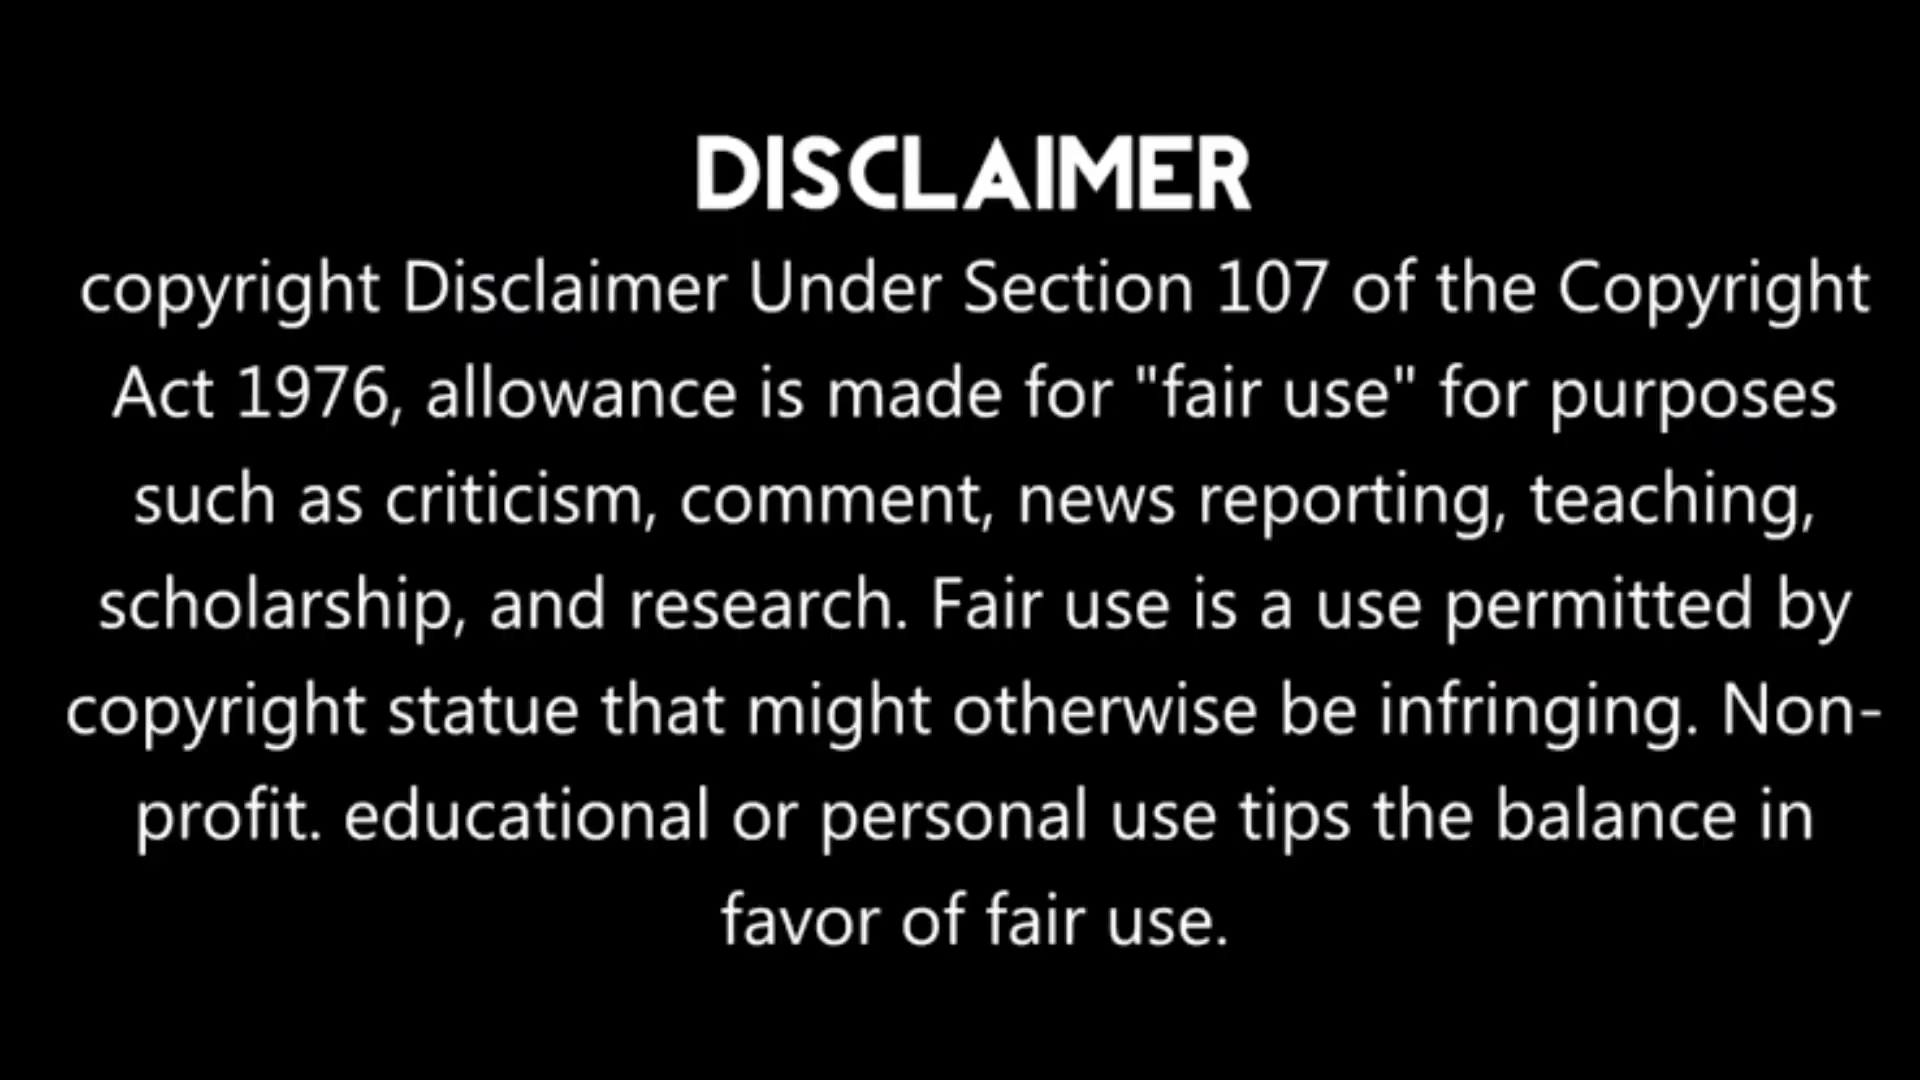 DISCLAIMER
copyright Disclaimer Under Section 107 of the Copyright
Act 1976, allowance is made for "fair use" for purposes
such as criticism, comment, news reporting, teaching,
scholarship, and research. Fair use is a use permitted by
copyright statue that might otherwise be infringing. Non-
profit. educational or personal use tips the balance in
favor of fair use.